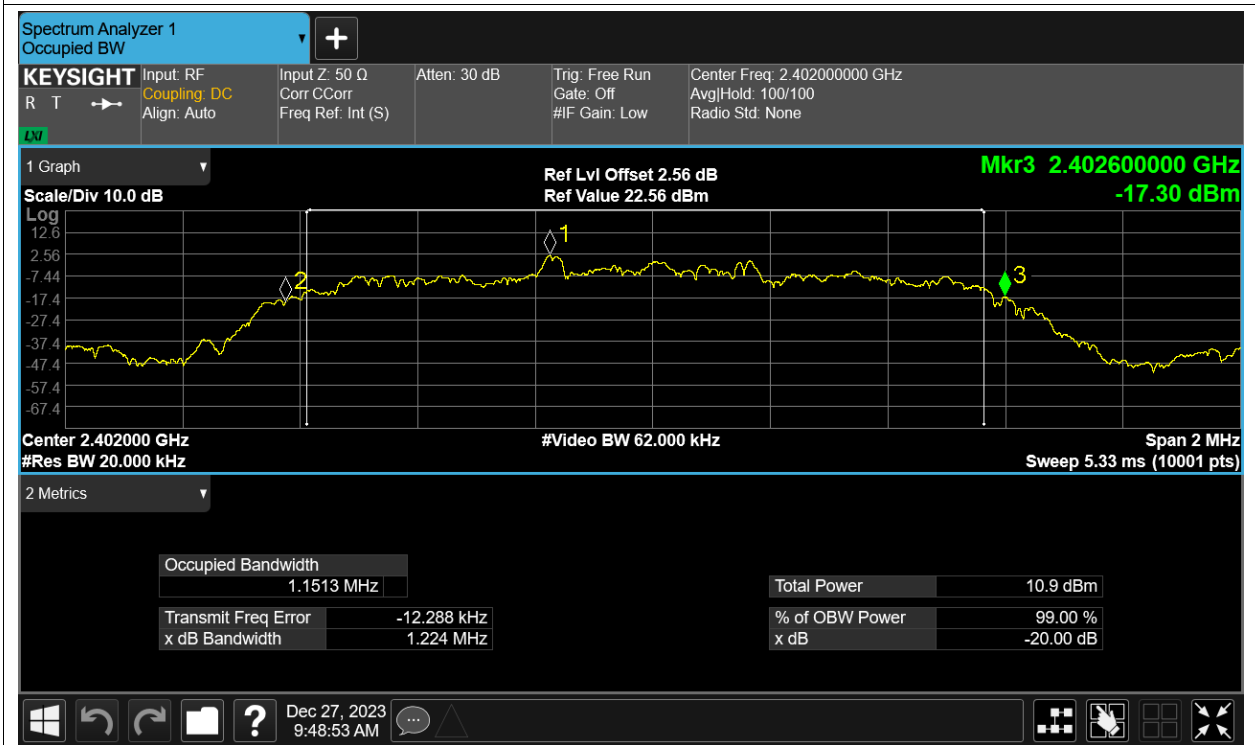 Spectrum Analyzer 1
Occupied BW
KEYSIGHT
R T
LXI
Input: RF
Coupling: DC
Align: Auto
Input Z: 50 Ω
Corr CCorr
Freq Ref: Int (S)
Atten: 30 dB
Trig: Free Run
Gate: Off
#IF Gain: Low
Center Freq: 2.402000000 GHz
Avg|Hold: 100/100
Radio Std: None
1 Graph
Scale/Div 10.0 dB
Ref Lvl Offset 2.56 dB
Ref Value 22.56 dBm
Mkr3 2.402600000 GHz
-17.30 dBm
Log
12.6
2.56
-7.44
-17.4
-27.4
-37.4
-47.4
-57.4
-67.4
1
2
3
Center 2.402000 GHz
#Res BW 20.000 kHz
#Video BW 62.000 kHz
Span 2 MHz
Sweep 5.33 ms (10001 pts)
2 Metrics
Occupied Bandwidth
1.1513 MHz
Transmit Freq Error -12.288 kHz
x dB Bandwidth 1.224 MHz
Total Power 10.9 dBm
% of OBW Power 99.00 %
x dB -20.00 dB
?
Dec 27, 2023
9:48:53 AM